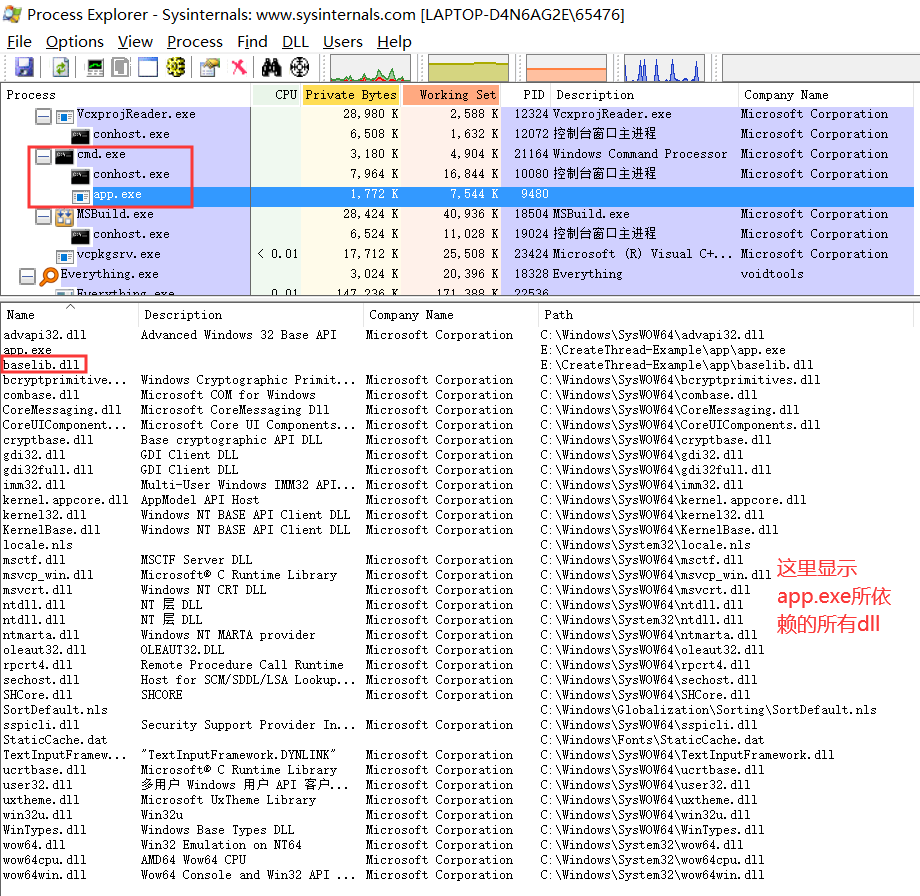 Process Explorer - Sysinternals: www.sysinternals.com [LAPTOP-D4N6AG2E\65476]
File Options View Process Find DLL Users Help
Process CPU Private Bytes Working Set PID Description Company Name
VcxprojReader.exe 28,980 K 2,588 K 12324 VcxprojReader.exe Microsoft Corporation
conhost.exe 6,508 K 1,632 K 12072 控制台窗口主进程 Microsoft Corporation
cmd.exe 3,180 K 4,904 K 21164 Windows Command Processor Microsoft Corporation
conhost.exe 7,964 K 16,844 K 10080 控制台窗口主进程 Microsoft Corporation
app.exe 1,772 K 7,544 K 9480
MSBuild.exe 28,424 K 40,936 K 18504 MSBuild.exe Microsoft Corporation
conhost.exe 6,524 K 11,028 K 19024 控制台窗口主进程 Microsoft Corporation
vcpkgsrv.exe < 0.01 17,712 K 25,508 K 23424 Microsoft (R) Visual C+... Microsoft Corporation
Everything.exe 3,024 K 20,396 K 18328 Everything voidtools
Everything.exe 0.01 147,236 K 171,388 K 22536
Name Description Company Name Path
advapi32.dll Advanced Windows 32 Base API Microsoft Corporation C:\Windows\SysWOW64\advapi32.dll
app.exe E:\CreateThread-Example\app\app.exe
baselib.dll E:\CreateThread-Example\app\baselib.dll
bcryptprimitive... Windows Cryptographic Primit... Microsoft Corporation C:\Windows\SysWOW64\bcryptprimitives.dll
combase.dll Microsoft COM for Windows Microsoft Corporation C:\Windows\SysWOW64\combase.dll
CoreMessaging.dll Microsoft CoreMessaging Dll Microsoft Corporation C:\Windows\SysWOW64\CoreMessaging.dll
CoreUIComponent... Microsoft Core UI Components... Microsoft Corporation C:\Windows\SysWOW64\CoreUIComponents.dll
cryptbase.dll Base cryptographic API DLL Microsoft Corporation C:\Windows\SysWOW64\cryptbase.dll
gdi32.dll GDI Client DLL Microsoft Corporation C:\Windows\SysWOW64\gdi32.dll
gdi32full.dll GDI Client DLL Microsoft Corporation C:\Windows\SysWOW64\gdi32full.dll
imm32.dll Multi-User Windows IMM32 API... Microsoft Corporation C:\Windows\SysWOW64\imm32.dll
kernel.appcore.dll AppModel API Host Microsoft Corporation C:\Windows\SysWOW64\kernel.appcore.dll
kernel32.dll Windows NT BASE API Client DLL Microsoft Corporation C:\Windows\SysWOW64\kernel32.dll
KernelBase.dll Windows NT BASE API Client DLL Microsoft Corporation C:\Windows\SysWOW64\KernelBase.dll
locale.nls C:\Windows\System32\locale.nls
msctf.dll MSCTF Server DLL Microsoft Corporation C:\Windows\SysWOW64\msctf.dll
msvcp_win.dll Microsoft® C Runtime Library Microsoft Corporation C:\Windows\SysWOW64\msvcp_win.dll
msvcrt.dll Windows NT CRT DLL Microsoft Corporation C:\Windows\SysWOW64\msvcrt.dll
ntdll.dll NT 层 DLL Microsoft Corporation C:\Windows\SysWOW64\ntdll.dll
ntdll.dll NT 层 DLL Microsoft Corporation C:\Windows\System32\ntdll.dll
ntmarta.dll Windows NT MARTA provider Microsoft Corporation C:\Windows\SysWOW64\ntmarta.dll
oleaut32.dll OLEAUT32.DLL Microsoft Corporation C:\Windows\SysWOW64\oleaut32.dll
rpcrt4.dll Remote Procedure Call Runtime Microsoft Corporation C:\Windows\SysWOW64\rpcrt4.dll
sechost.dll Host for SCM/SDDL/LSA Lookup... Microsoft Corporation C:\Windows\SysWOW64\sechost.dll
SHCore.dll SHCORE Microsoft Corporation C:\Windows\SysWOW64\SHCore.dll
SortDefault.nls C:\Windows\Globalization\Sorting\SortDefault.nls
sspicli.dll Security Support Provider In... Microsoft Corporation C:\Windows\SysWOW64\sspicli.dll
StaticCache.dat C:\Windows\Fonts\StaticCache.dat
TextInputFramew... "TextInputFramework.DYNLINK" Microsoft Corporation C:\Windows\SysWOW64\TextInputFramework.dll
ucrtbase.dll Microsoft® C Runtime Library Microsoft Corporation C:\Windows\SysWOW64\ucrtbase.dll
user32.dll 多用户 Windows 用户 API 客户... Microsoft Corporation C:\Windows\SysWOW64\user32.dll
uxtheme.dll Microsoft UxTheme Library Microsoft Corporation C:\Windows\SysWOW64\uxtheme.dll
win32u.dll Win32u Microsoft Corporation C:\Windows\SysWOW64\win32u.dll
WinTypes.dll Windows Base Types DLL Microsoft Corporation C:\Windows\SysWOW64\WinTypes.dll
wow64.dll Win32 Emulation on NT64 Microsoft Corporation C:\Windows\System32\wow64.dll
wow64cpu.dll AMD64 Wow64 CPU Microsoft Corporation C:\Windows\System32\wow64cpu.dll
wow64win.dll Wow64 Console and Win32 API ... Microsoft Corporation C:\Windows\System32\wow64win.dll
这里显示
app.exe所依
赖的所有dll